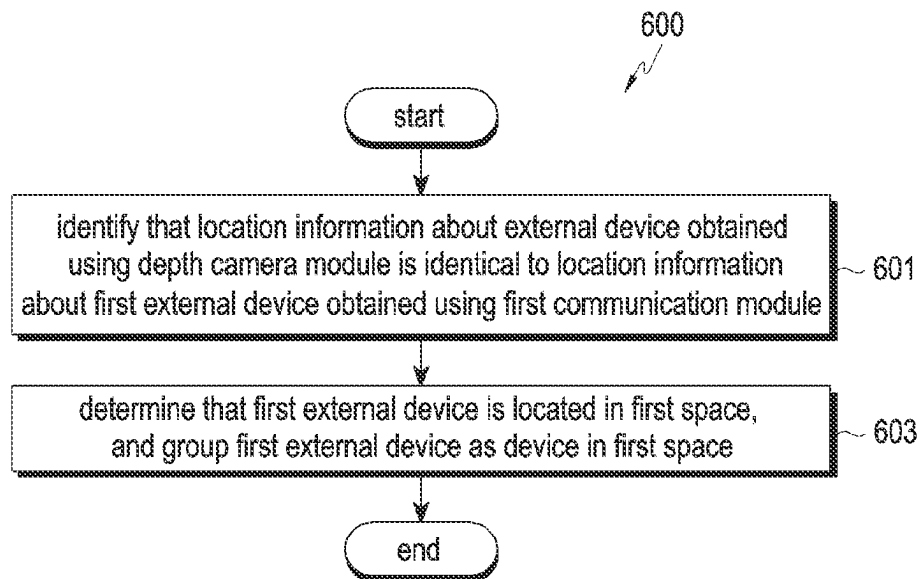 600
start
identify that location information about external device obtained
using depth camera module is identical to location information
about first external device obtained using first communication module
601
determine that first external device is located in first space,
and group first external device as device in first space
603
end